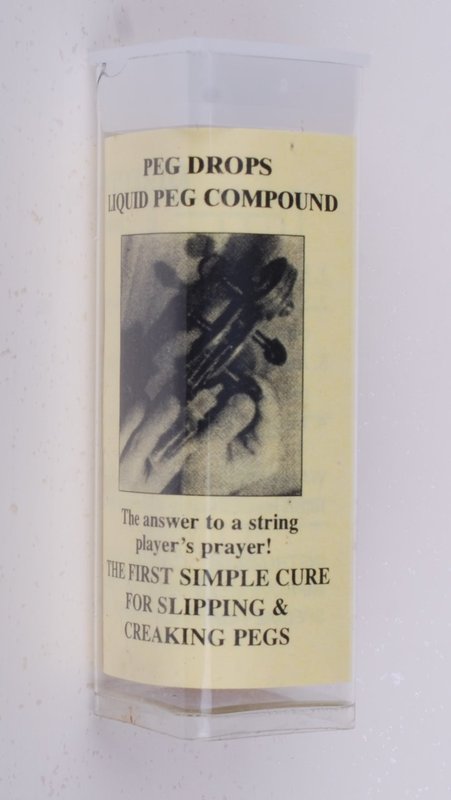 PEG DROPS
LIQUID PEG COMPOUND
The answer to a string
player's prayer!
THE FIRST SIMPLE CURE
FOR SLIPPING &
CREAKING PEGS